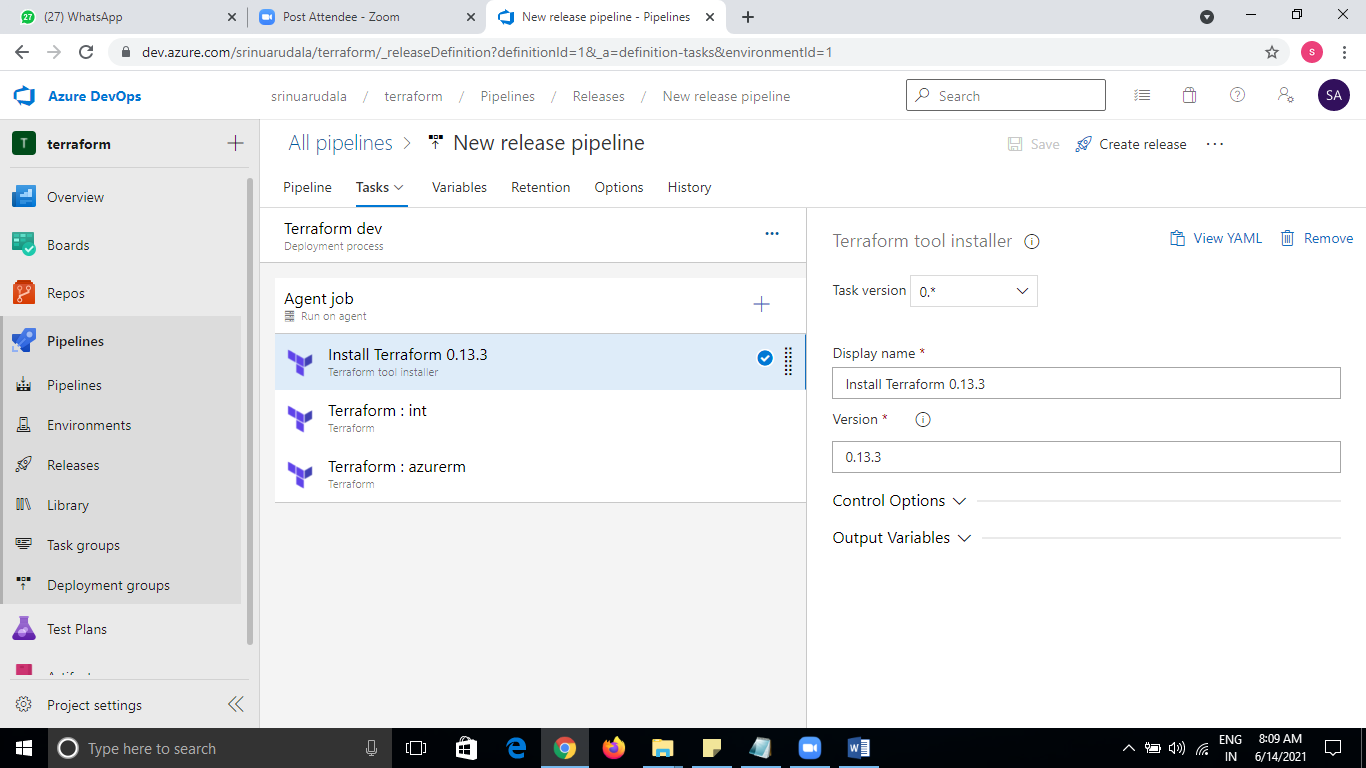 (27) WhatsApp
Post Attendee - Zoom
New release pipeline - Pipelines
dev.azure.com/srinuarudala/terraform/_releaseDefinition?definitionId=1&_a=definition-tasks&environmentId=1
s
Azure DevOps
srinuarudala / terraform / Pipelines / Releases / New release pipeline
Search
SA
T terraform
All pipelines > New release pipeline
Save
Create release
Pipeline
Tasks
Variables
Retention
Options
History
Overview
Boards
Repos
Pipelines
Pipelines
Environments
Releases
Library
Task groups
Deployment groups
Test Plans
Project settings
Terraform dev
Deployment process
Agent job
Run on agent
Install Terraform 0.13.3
Terraform tool installer
Terraform : int
Terraform
Terraform : azurerm
Terraform
Terraform tool installer
View YAML
Remove
Task version 0.*
Display name *
Install Terraform 0.13.3
Version *
0.13.3
Control Options
Output Variables
Type here to search
ENG
IN
8:09 AM
6/14/2021